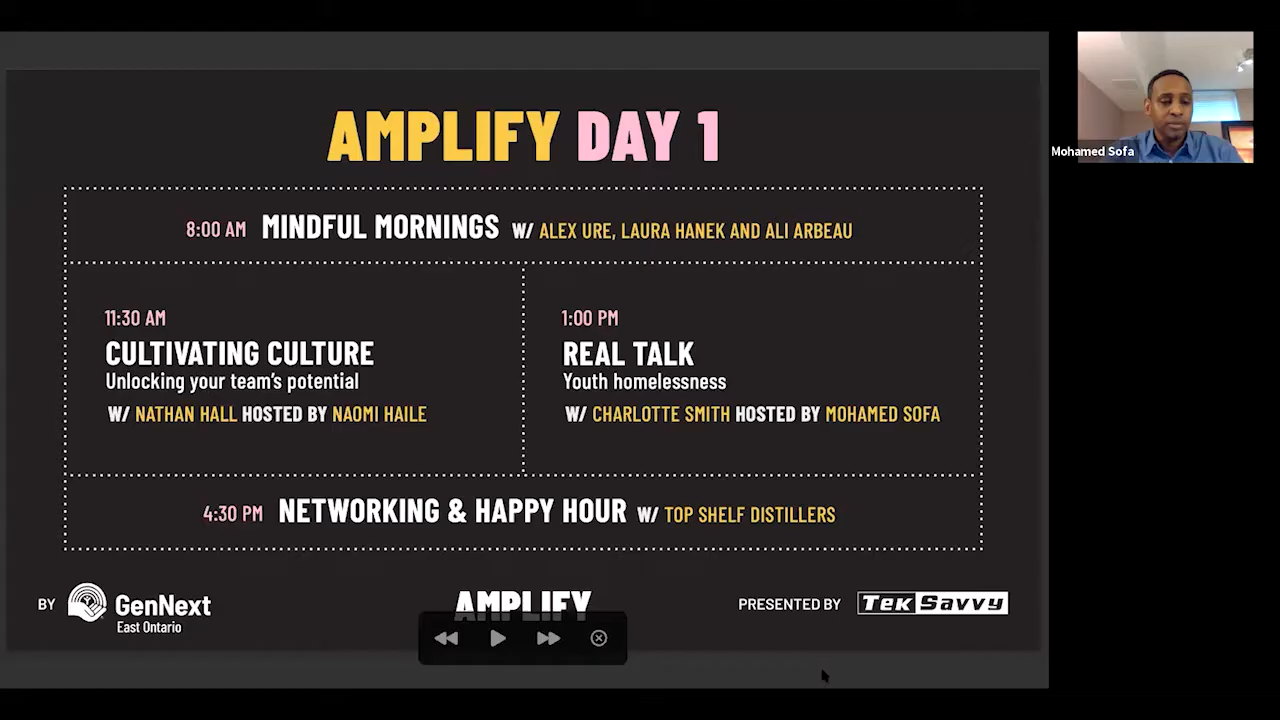 AMPLIFY DAY 1
8:00 AM MINDFUL MORNINGS W/ ALEX URE, LAURA HANEK AND ALI ARBEAU
11:30 AM
CULTIVATING CULTURE
Unlocking your team's potential
W/ NATHAN HALL HOSTED BY NAOMI HAILE
1:00 PM
REAL TALK
Youth homelessness
W/ CHARLOTTE SMITH HOSTED BY MOHAMED SOFA
4:30 PM NETWORKING & HAPPY HOUR W/ TOP SHELF DISTILLERS
BY GenNext
East Ontario
AMPLIFY
PRESENTED BY TekSavvy
Mohamed Sofa